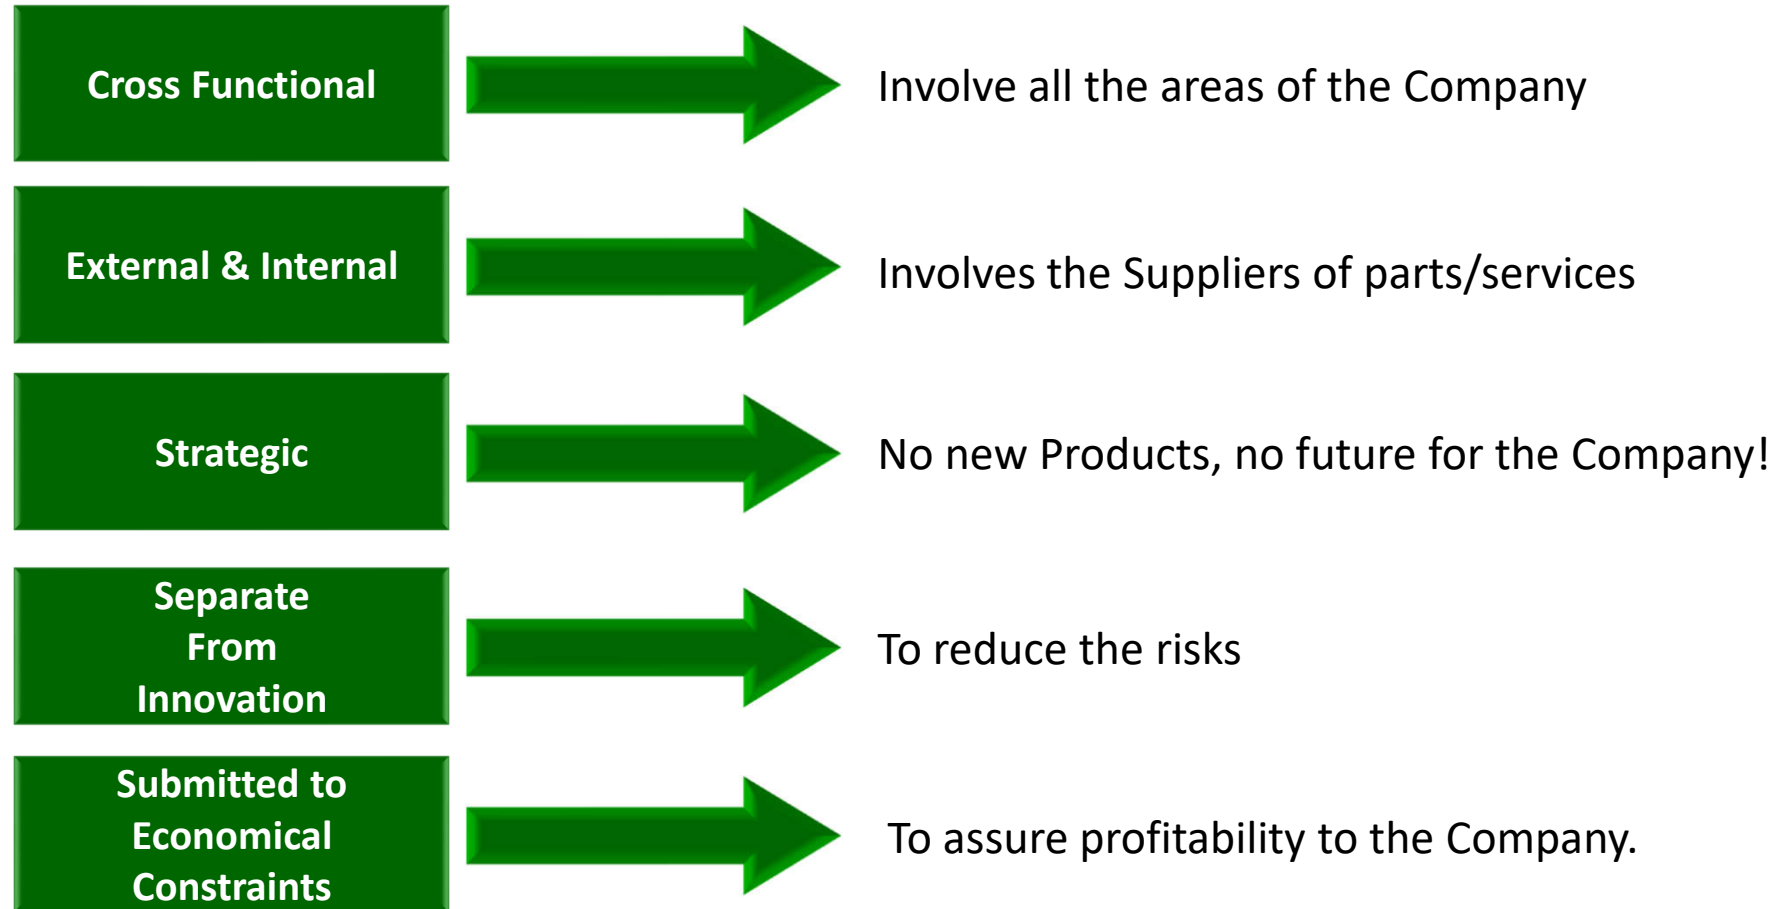 Cross Functional
Involve all the areas of the Company
External & Internal
Involves the Suppliers of parts/services
Strategic
No new Products, no future for the Company!
Separate
From
Innovation
To reduce the risks
Submitted to
Economical
Constraints
To assure profitability to the Company.